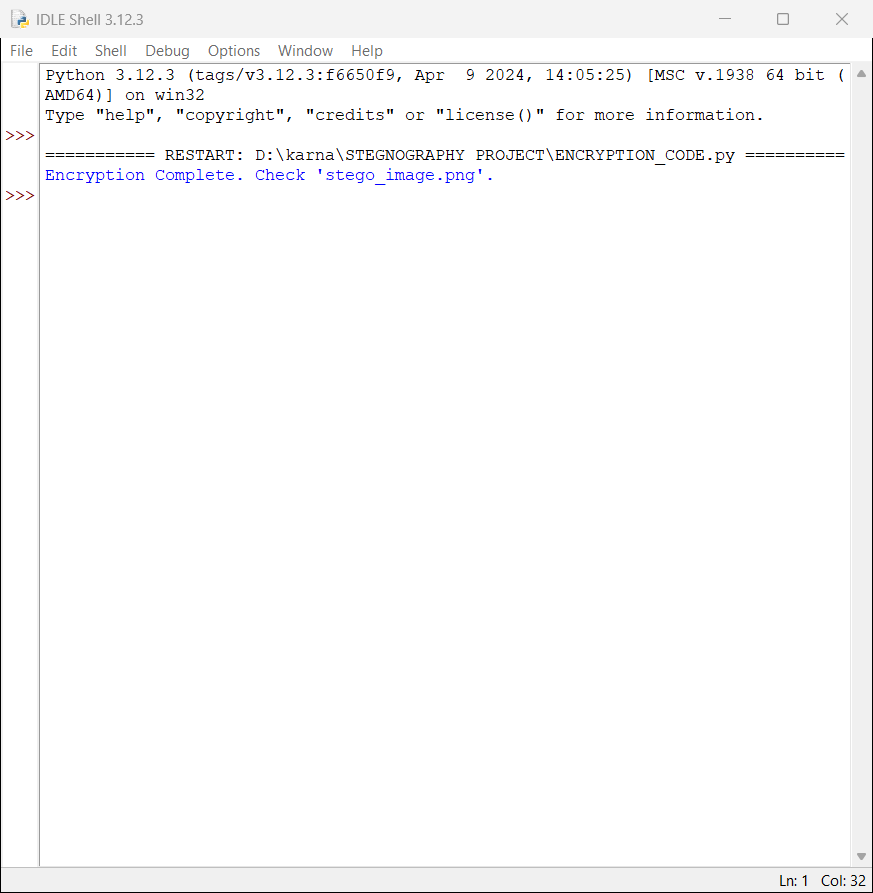 IDLE Shell 3.12.3
File Edit Shell Debug Options Window Help
Python 3.12.3 (tags/v3.12.3:f6650f9, Apr  9 2024, 14:05:25) [MSC v.1938 64 bit (
AMD64)] on win32
Type "help", "copyright", "credits" or "license()" for more information.
>>>
=========== RESTART: D:\karna\STEGNOGRAPHY PROJECT\ENCRYPTION_CODE.py ==========
Encryption Complete. Check 'stego_image.png'.
>>>
Ln: 1 Col: 32